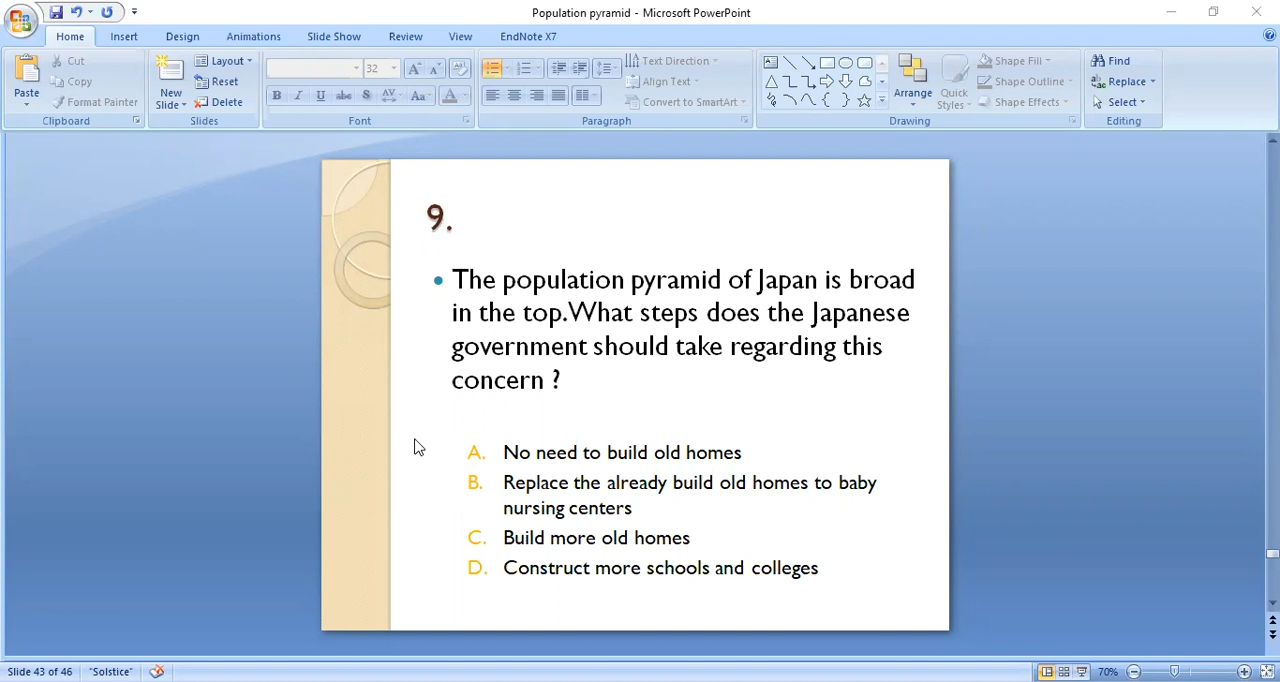 Population pyramid - Microsoft PowerPoint
Home Insert Design Animations Slide Show Review View EndNote X7
Cut
Copy
Format Painter
Paste
Clipboard
New
Slide
Layout
Reset
Delete
Slides
32
B I U abe S AV Aa A
Font
Text Direction
Align Text
Convert to SmartArt
Paragraph
Arrange
Quick
Styles
Shape Fill
Shape Outline
Shape Effects
Drawing
Find
Replace
Select
Editing
9.
The population pyramid of Japan is broad
in the top.What steps does the Japanese
government should take regarding this
concern ?
A. No need to build old homes
B. Replace the already build old homes to baby
nursing centers
C. Build more old homes
D. Construct more schools and colleges
Slide 43 of 46 "Solstice" 70%